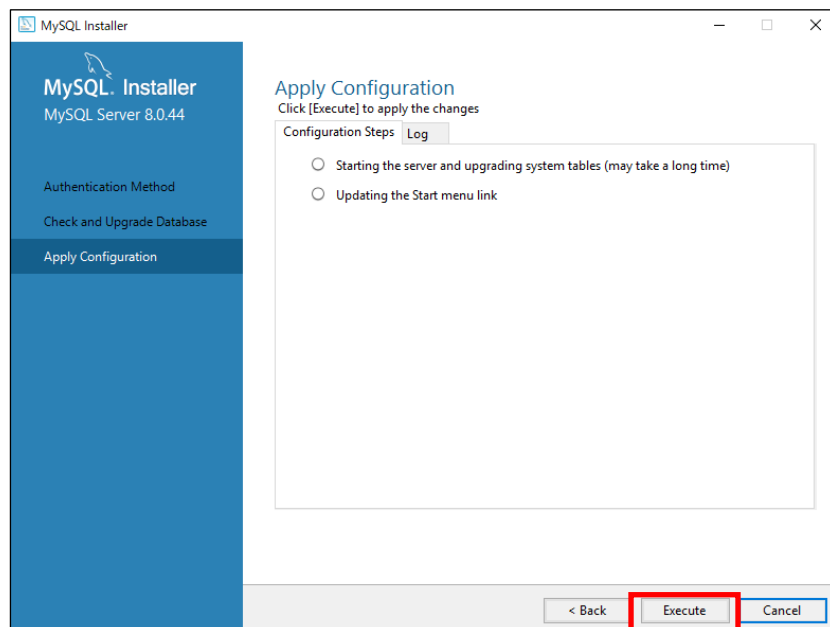 MySQL Installer
MySQL. Installer
MySQL Server 8.0.44
Authentication Method
Check and Upgrade Database
Apply Configuration
Apply Configuration
Click [Execute] to apply the changes
Configuration Steps Log
Starting the server and upgrading system tables (may take a long time)
Updating the Start menu link
< Back Execute Cancel